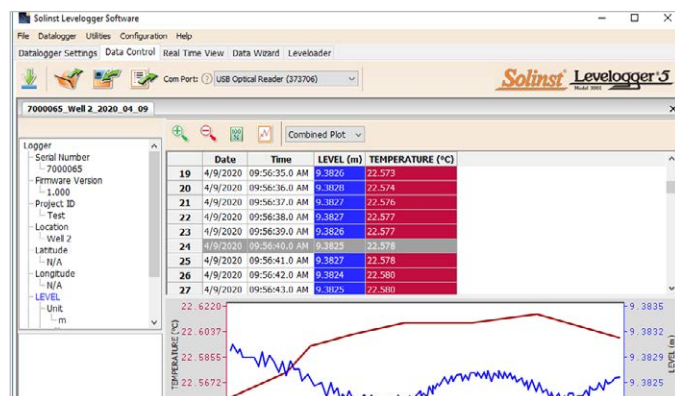 Solinst Levelogger Software
File Datalogger Utilities Configuration Help
Datalogger Settings Data Control Real Time View Data Wizard Leveloader
Com Port: ? USB Optical Reader (373706) Solinst Levelogger 5
Model 3001
7000065_Well 2_2020_04_09 x
100 % Combined Plot
Logger
Serial Number
7000065
Firmware Version
1.000
Project ID
Test
Location
Well 2
Latitude
N/A
Longitude
N/A
LEVEL
Unit
m
Date Time LEVEL (m) TEMPERATURE (°C)
19 4/9/2020 09:56:35.0 AM 9.3826 22.573
20 4/9/2020 09:56:36.0 AM 9.3828 22.574
21 4/9/2020 09:56:37.0 AM 9.3827 22.576
22 4/9/2020 09:56:38.0 AM 9.3827 22.577
23 4/9/2020 09:56:39.0 AM 9.3826 22.577
24 4/9/2020 09:56:40.0 AM 9.3825 22.578
25 4/9/2020 09:56:41.0 AM 9.3827 22.578
26 4/9/2020 09:56:42.0 AM 9.3824 22.580
27 4/9/2020 09:56:43.0 AM 9.3825 22.580
TEMPERATURE (°C)
22.6220
22.6037
22.5855
22.5672
9.3835
9.3832
9.3829
9.3825
LEVEL (m)